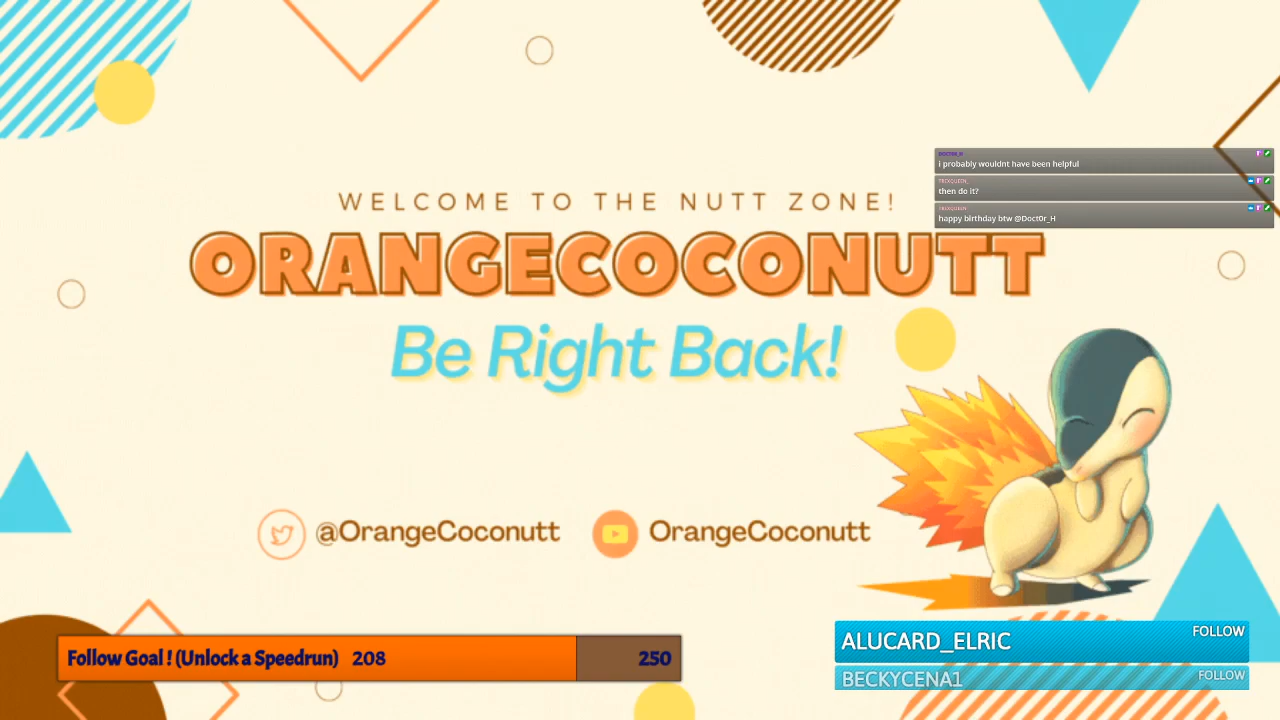 WELCOME TO THE NUTT ZONE!
ORANGECOCONUTT
Be Right Back!
DOCT0R_H
i probably wouldnt have been helpful
then do it?
happy birthday btw @Doct0r_H
@OrangeCoconutt
OrangeCoconutt
Follow Goal ! (Unlock a Speedrun) 208
250
ALUCARD_ELRIC FOLLOW
BECKYCENA1 FOLLOW